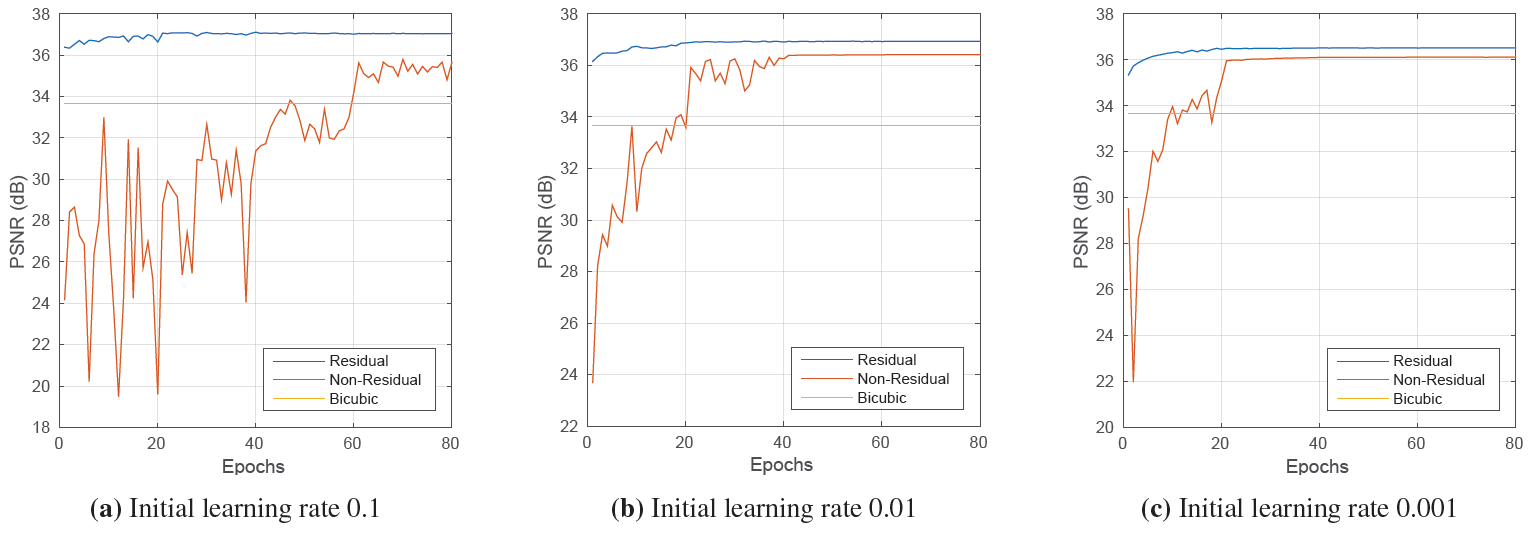 PSNR (dB)
38
36
34
32
30
28
26
24
22
20
18
0 20 40 60 80
Epochs
Residual
Non-Residual
Bicubic
(a) Initial learning rate 0.1
PSNR (dB)
38
36
34
32
30
28
26
24
22
0 20 40 60 80
Epochs
Residual
Non-Residual
Bicubic
(b) Initial learning rate 0.01
PSNR (dB)
38
36
34
32
30
28
26
24
22
20
0 20 40 60 80
Epochs
Residual
Non-Residual
Bicubic
(c) Initial learning rate 0.001